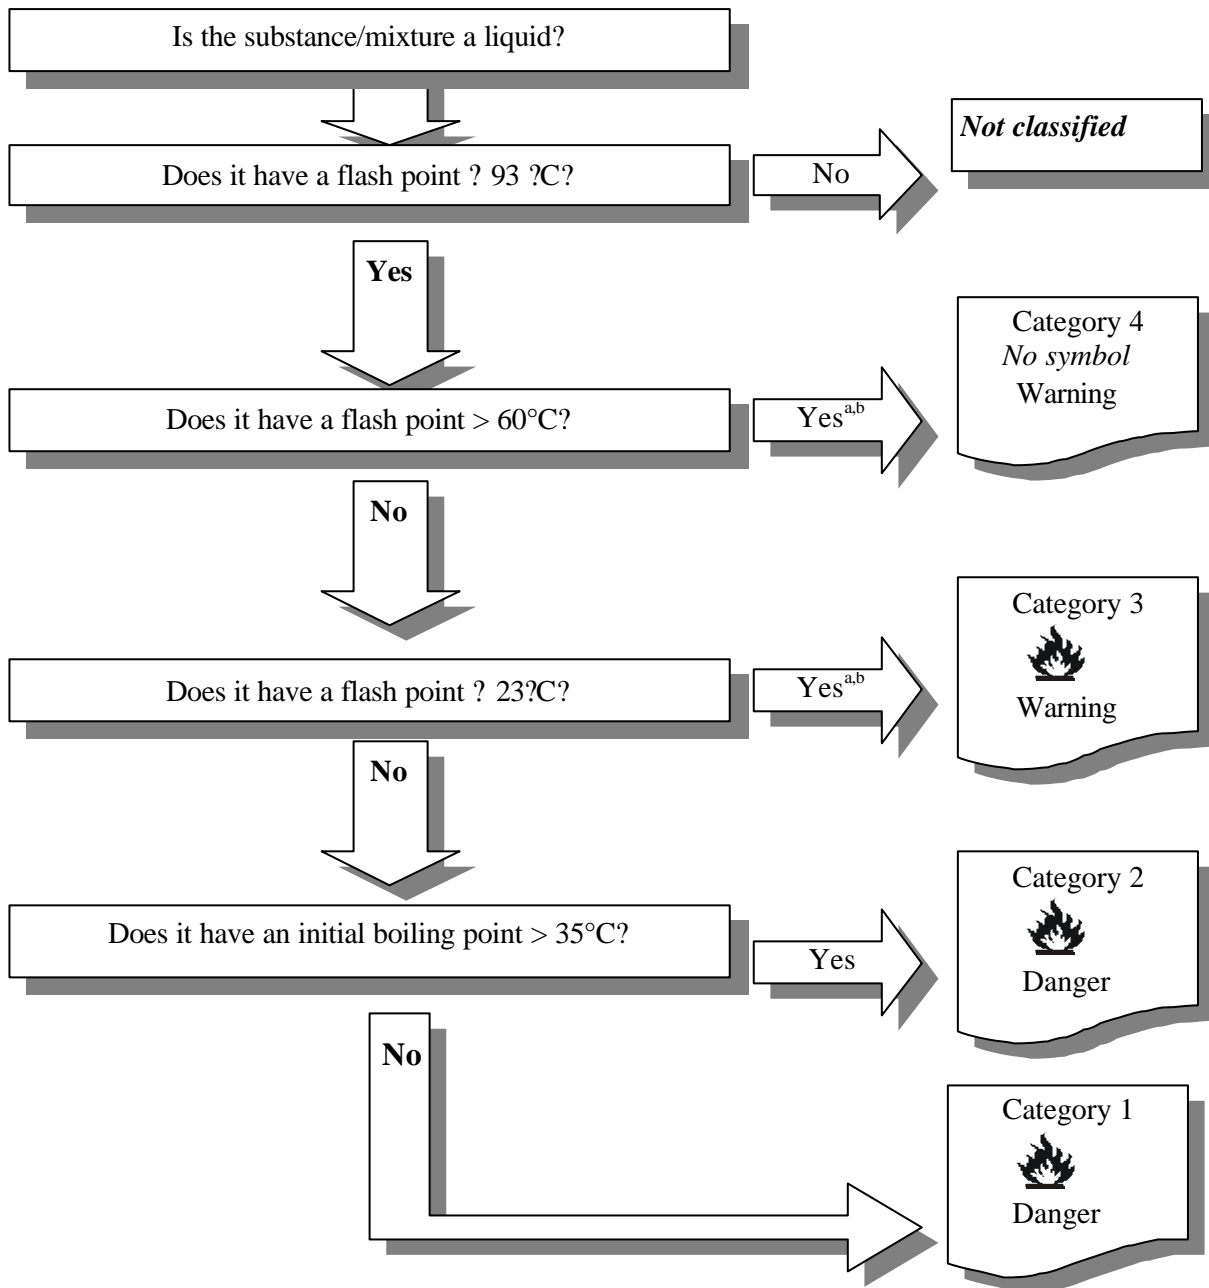 Is the substance/mixture a liquid?
Not classified
Does it have a flash point ? 93 ?C?
No
Yes
Category 4
No symbol
Warning
Does it have a flash point > 60°C?
Yesa,b
No
Category 3
Warning
Does it have a flash point ? 23?C?
Yesa,b
No
Category 2
Danger
Does it have an initial boiling point > 35°C?
Yes
No
Category 1
Danger